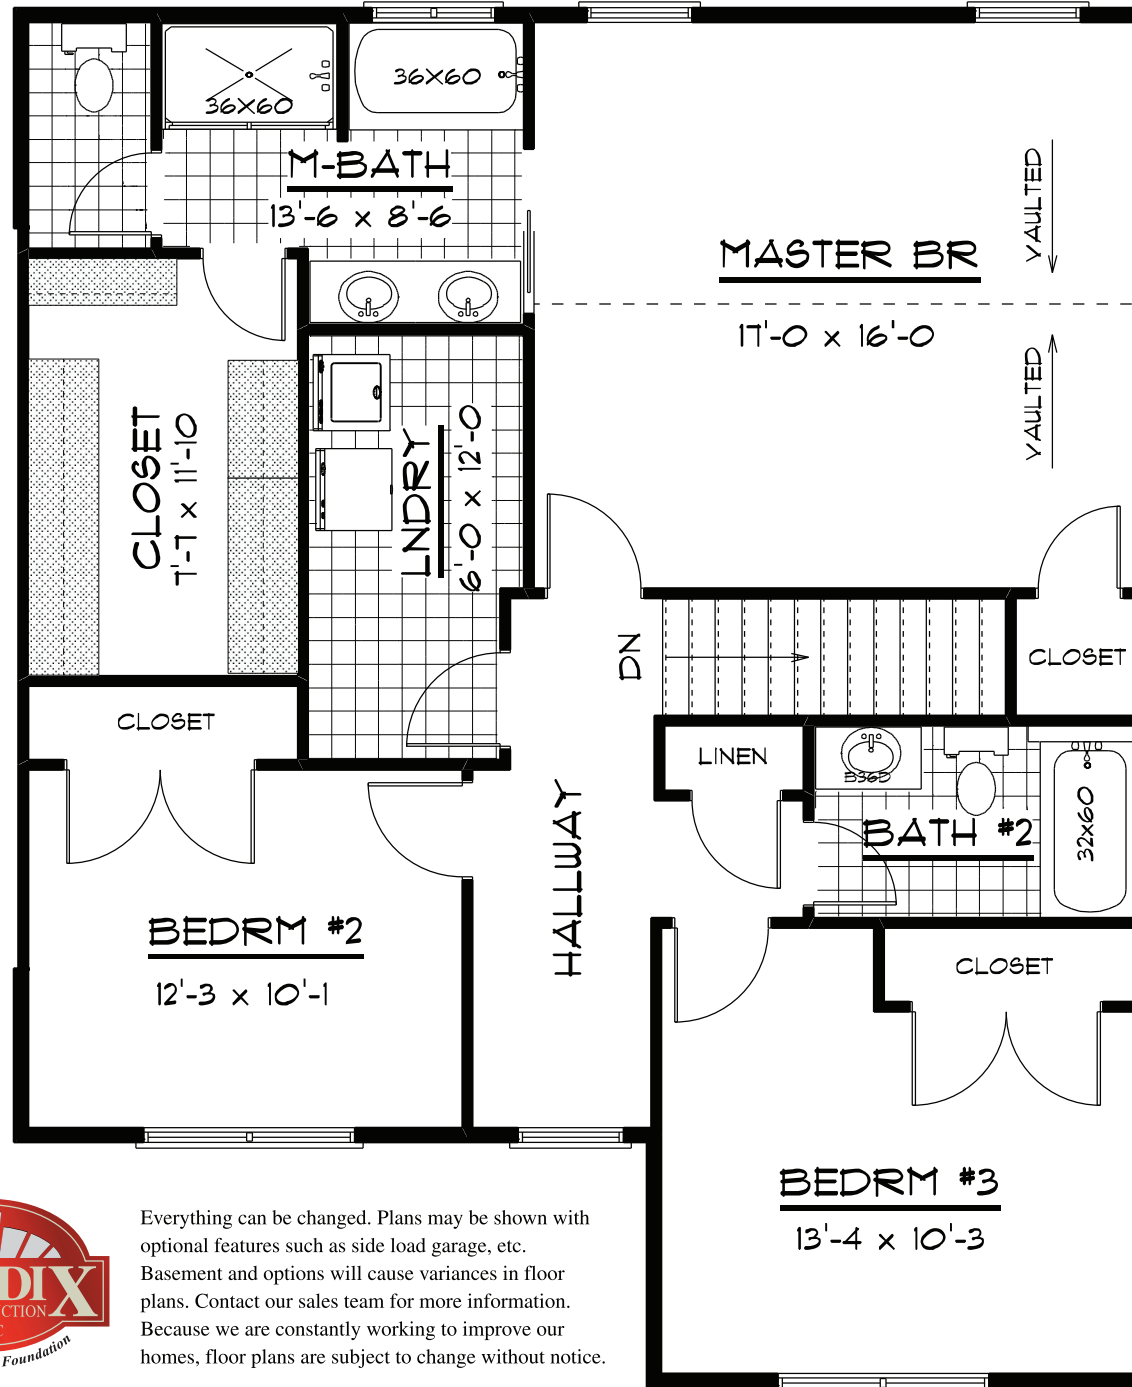 36X60
36X60
M-BATH
13'-6 x 8'-6
VAULTED
MASTER BR
17'-0 x 16'-0
VAULTED
CLOSET
7'-7 x 11'-10
LNDRY
6'-0 x 12'-0
DN
CLOSET
CLOSET
LINEN
B36D
BATH #2
32x60
HALLWAY
BEDRM #2
12'-3 x 10'-1
CLOSET
BEDRM #3
13'-4 x 10'-3
Everything can be changed. Plans may be shown with
optional features such as side load garage, etc.
Basement and options will cause variances in floor
plans. Contact our sales team for more information.
Because we are constantly working to improve our
homes, floor plans are subject to change without notice.
DIX
UCTION
Foundation